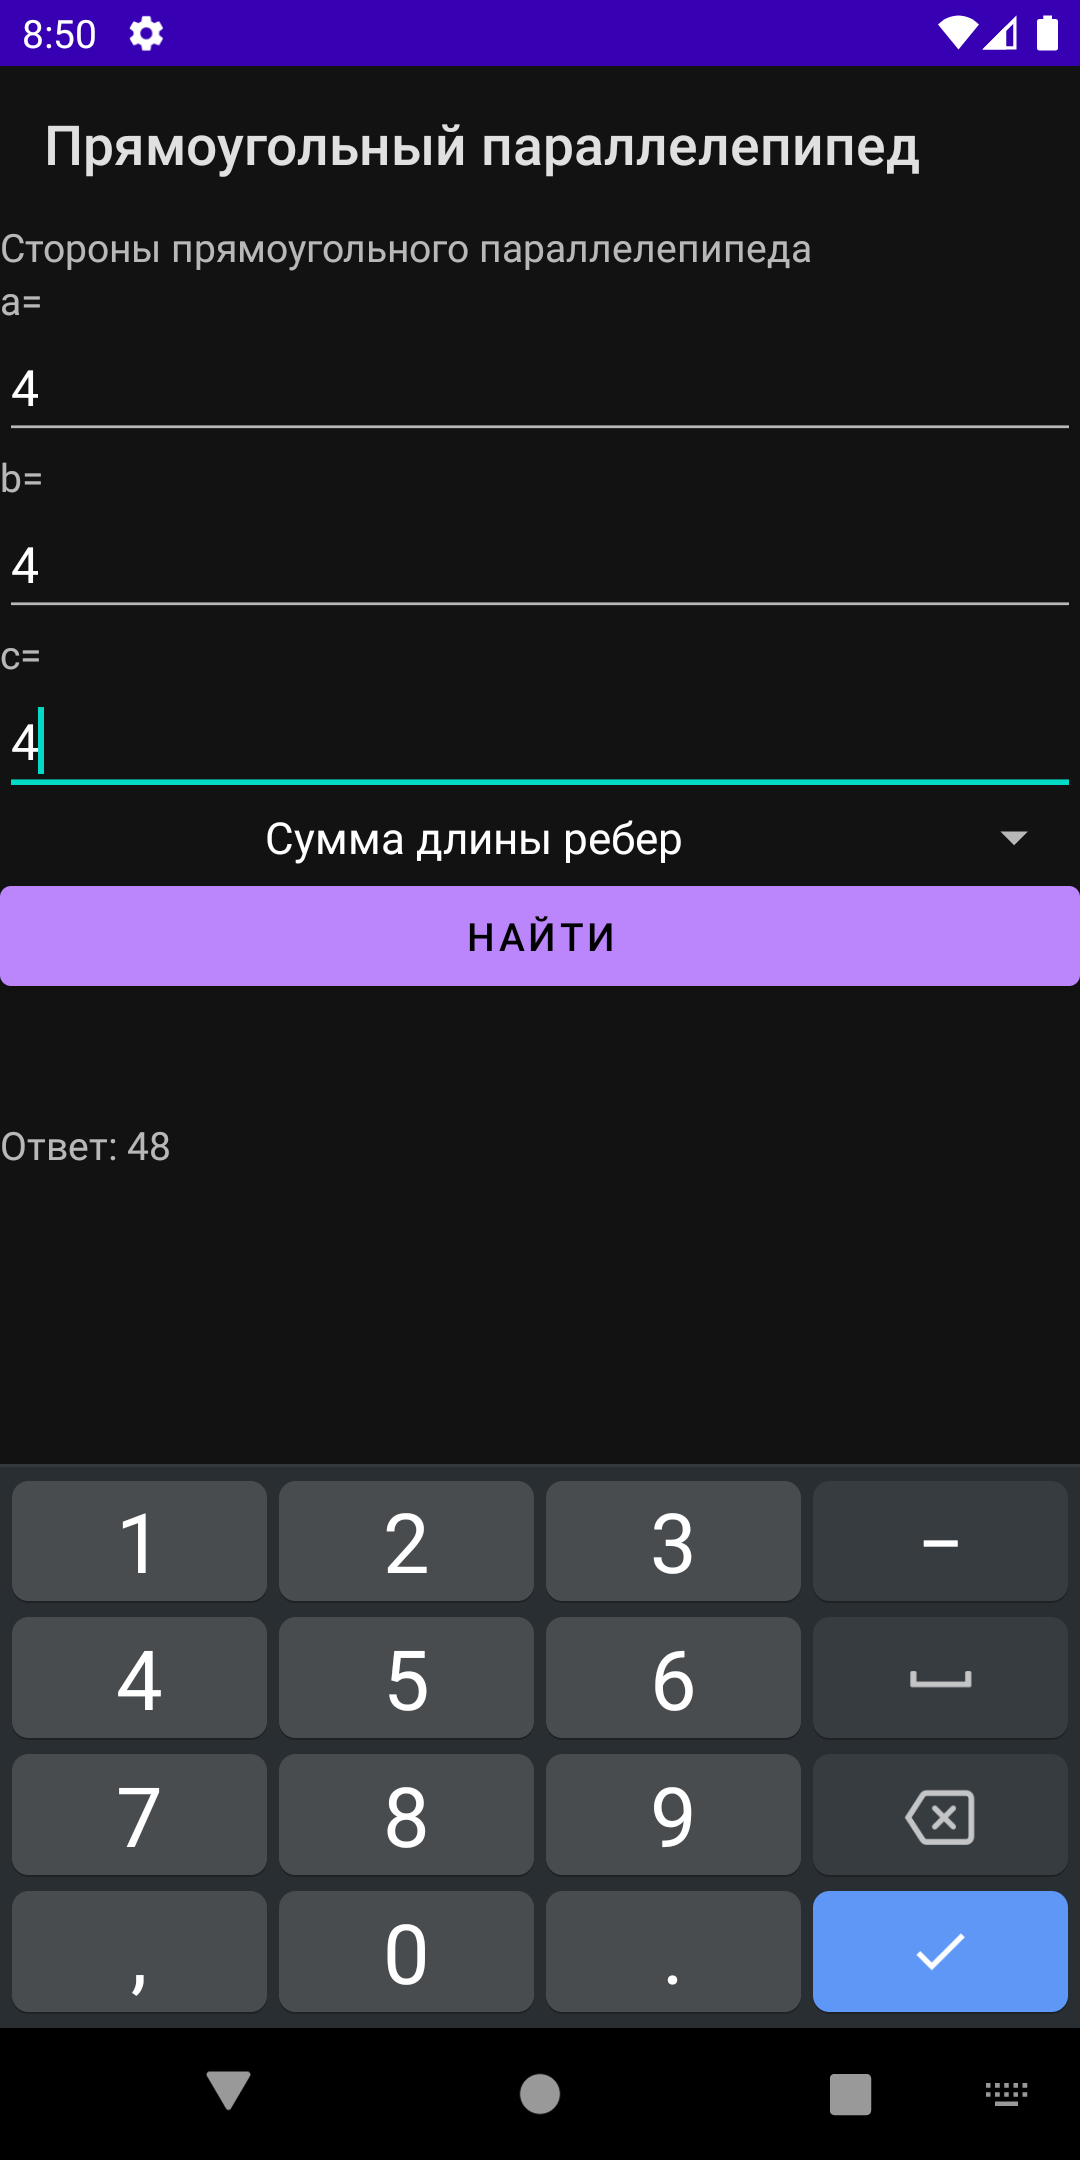 8:50
Прямоугольный параллелепипед
Стороны прямоугольного параллелепипеда
a=
4
b=
4
c=
4
Сумма длины ребер
НАЙТИ
Ответ: 48
1 2 3 –
4 5 6
7 8 9
, 0 .